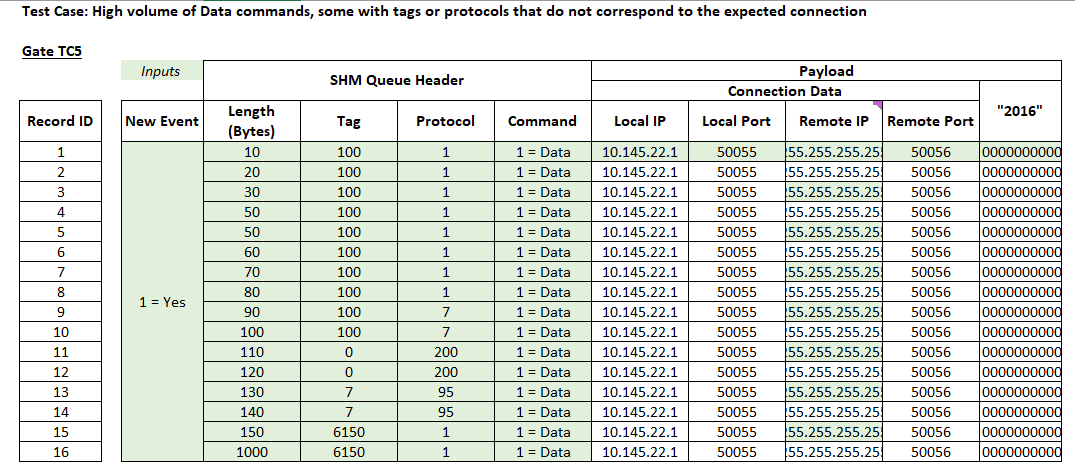 Test Case: High volume of Data commands, some with tags or protocols that do not correspond to the expected connection
Gate TC5
Inputs SHM Queue Header Payload
Connection Data
Record ID New Event Length (Bytes) Tag Protocol Command Local IP Local Port Remote IP Remote Port "2016"
1 10 100 1 1 = Data 10.145.22.1 50055 55.255.255.25 50056 0000000000
2 20 100 1 1 = Data 10.145.22.1 50055 55.255.255.25 50056 0000000000
3 30 100 1 1 = Data 10.145.22.1 50055 55.255.255.25 50056 0000000000
4 50 100 1 1 = Data 10.145.22.1 50055 55.255.255.25 50056 0000000000
5 50 100 1 1 = Data 10.145.22.1 50055 55.255.255.25 50056 0000000000
6 60 100 1 1 = Data 10.145.22.1 50055 55.255.255.25 50056 0000000000
7 70 100 1 1 = Data 10.145.22.1 50055 55.255.255.25 50056 0000000000
8 80 100 1 1 = Data 10.145.22.1 50055 55.255.255.25 50056 0000000000
1 = Yes
9 90 100 7 1 = Data 10.145.22.1 50055 55.255.255.25 50056 0000000000
10 100 100 7 1 = Data 10.145.22.1 50055 55.255.255.25 50056 0000000000
11 110 0 200 1 = Data 10.145.22.1 50055 55.255.255.25 50056 0000000000
12 120 0 200 1 = Data 10.145.22.1 50055 55.255.255.25 50056 0000000000
13 130 7 95 1 = Data 10.145.22.1 50055 55.255.255.25 50056 0000000000
14 140 7 95 1 = Data 10.145.22.1 50055 55.255.255.25 50056 0000000000
15 150 6150 1 1 = Data 10.145.22.1 50055 55.255.255.25 50056 0000000000
16 1000 6150 1 1 = Data 10.145.22.1 50055 55.255.255.25 50056 0000000000